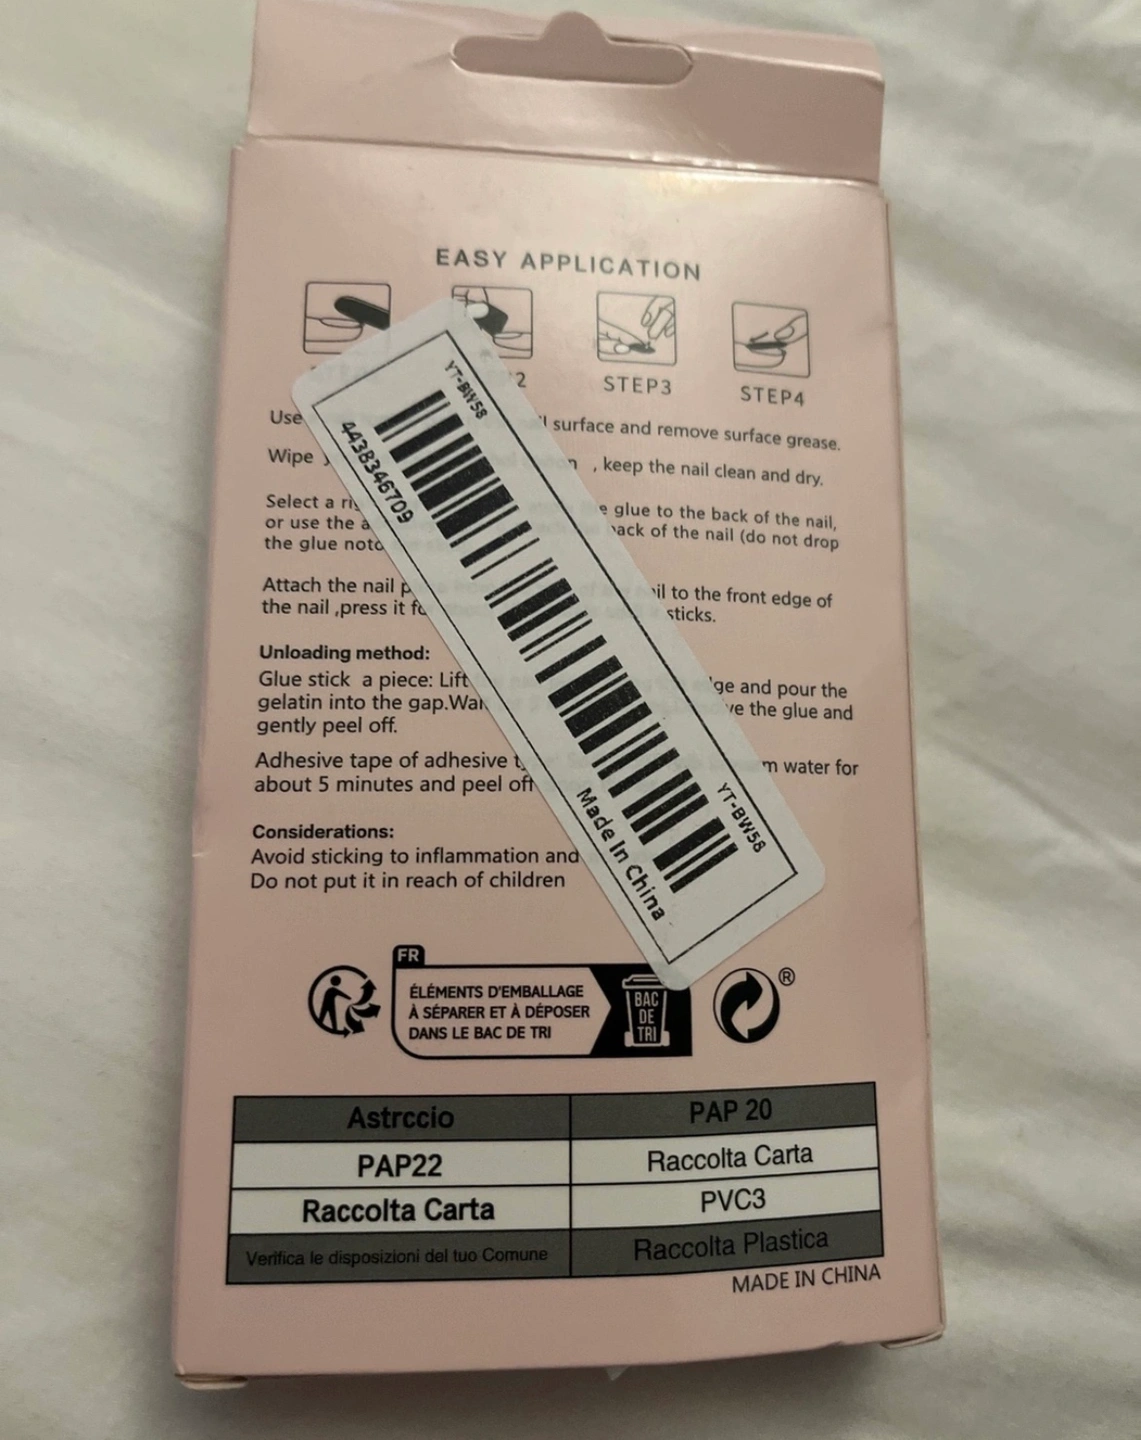 EASY APPLICATION
2
STEP3
STEP4
Use surface and remove surface grease.
Wipe , keep the nail clean and dry.
Select a glue to the back of the nail,
or use the back of the nail (do not drop
the glue
Attach the nail to the front edge of
the nail ,press it sticks.
Unloading method:
Glue stick a piece: Lift and pour the
gelatin into the gap. the glue and
gently peel off.
Adhesive tape of adhesive water for
about 5 minutes and peel off
Considerations:
Avoid sticking to inflammation and
Do not put it in reach of children
YT-BW58
443B346709
Made In China
YT-BW58
FR
ÉLÉMENTS D'EMBALLAGE
À SÉPARER ET À DÉPOSER
DANS LE BAC DE TRI
BAC
DE
TRI
®
Astrccio PAP 20
PAP22 Raccolta Carta
Raccolta Carta PVC3
Verifica le disposizioni del tuo Comune Raccolta Plastica
MADE IN CHINA